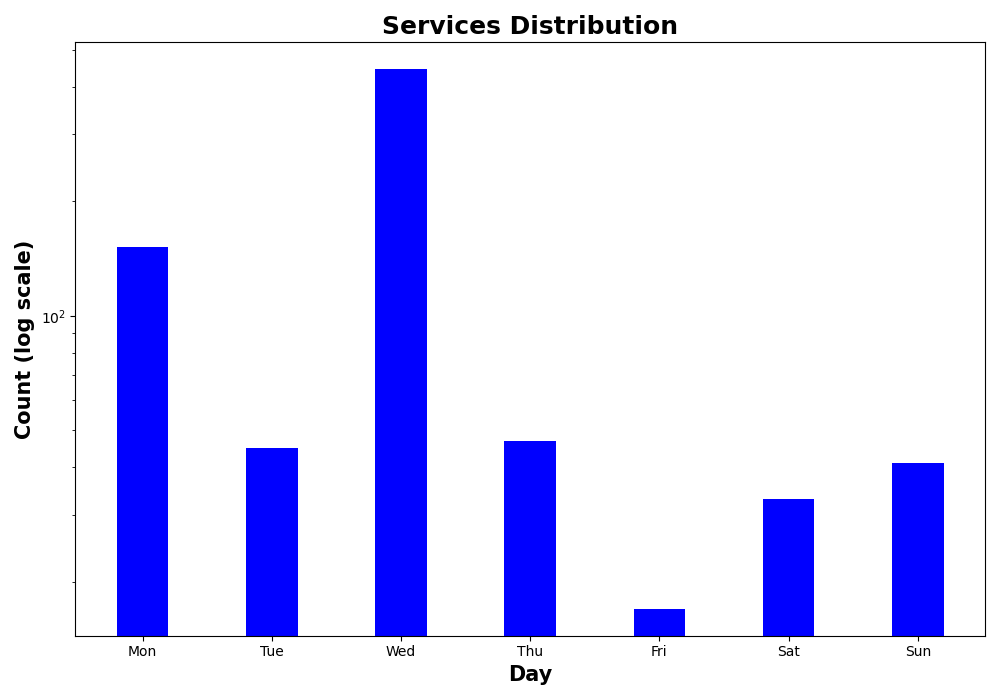 Services Distribution
Count (log scale)
10²
Mon Tue Wed Thu Fri Sat Sun
Day